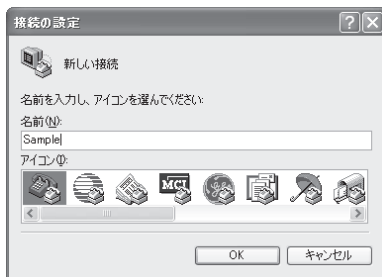 接続の設定
新しい接続
名前を入力し、アイコンを選んでください:
名前(N):
Sample
アイコン(I):
MCI
OK
キャンセル